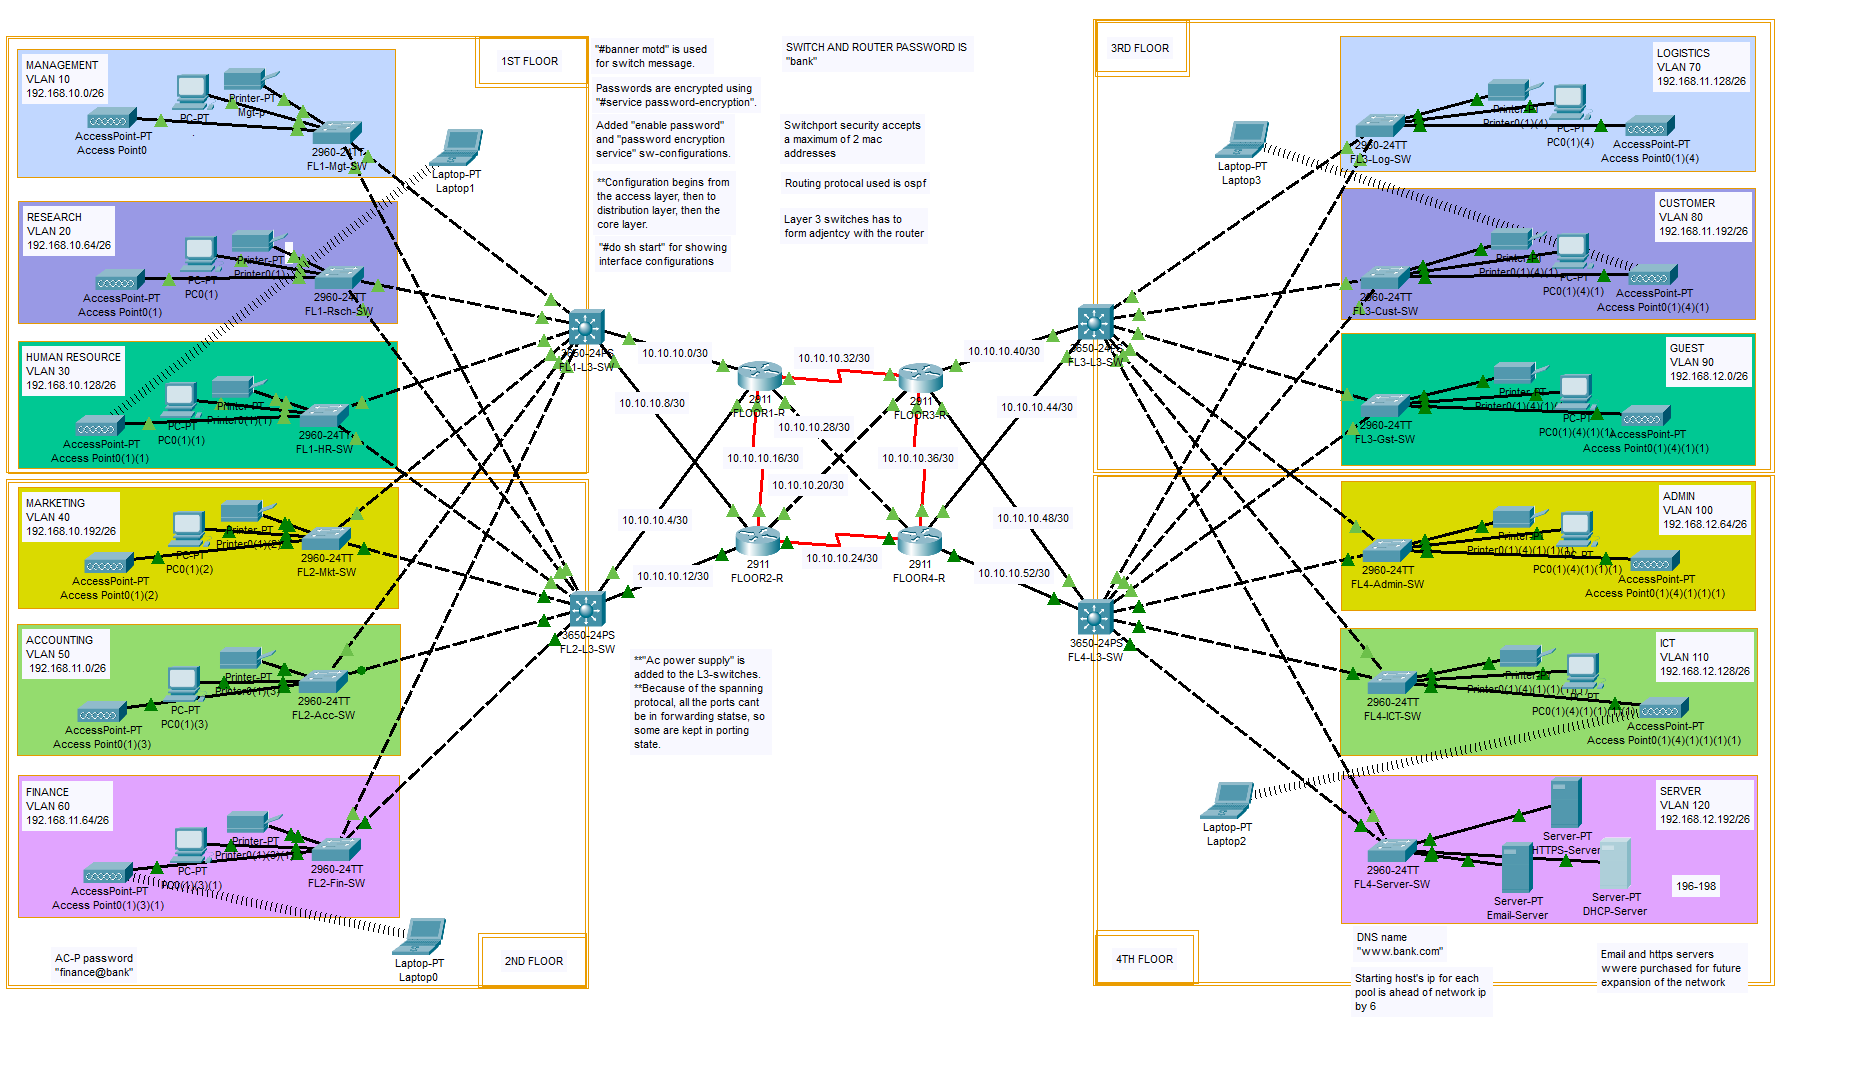 1ST FLOOR
MANAGEMENT
VLAN 10
192.168.10.0/26
Printer-PT
Mgt-p
PC-PT
AccessPoint-PT
Access Point0
2960-24TT
FL1-Mgt-SW
Laptop-PT
Laptop1
RESEARCH
VLAN 20
192.168.10.64/26
Printer-PT
Printer0(1)
PC-PT
PC0(1)
AccessPoint-PT
Access Point0(1)
2960-24TT
FL1-Rsch-SW
HUMAN RESOURCE
VLAN 30
192.168.10.128/26
Printer-PT
Printer0(1)(1)
PC-PT
PC0(1)(1)
AccessPoint-PT
Access Point0(1)(1)
2960-24TT
FL1-HR-SW
MARKETING
VLAN 40
192.168.10.192/26
Printer-PT
Printer0(1)(2)
PC-PT
PC0(1)(2)
AccessPoint-PT
Access Point0(1)(2)
2960-24TT
FL2-Mkt-SW
ACCOUNTING
VLAN 50
192.168.11.0/26
Printer-PT
Printer0(1)(3)
PC-PT
PC0(1)(3)
AccessPoint-PT
Access Point0(1)(3)
2960-24TT
FL2-Acc-SW
FINANCE
VLAN 60
192.168.11.64/26
Printer-PT
Printer0(1)(3)(1)
PC-PT
PC0(1)(3)(1)
AccessPoint-PT
Access Point0(1)(3)(1)
2960-24TT
FL2-Fin-SW
AC-P password
"finance@bank"
Laptop-PT
Laptop0
2ND FLOOR
"#banner motd" is used
for switch message.
Passwords are encrypted using
"#service password-encryption".
Added "enable password"
and "password encryption
service" sw-configurations.
**Configuration begins from
the access layer, then to
distribution layer, then the
core layer.
"#do sh start" for showing
interface configurations
SWITCH AND ROUTER PASSWORD IS
"bank"
Switchport security accepts
a maximum of 2 mac
addresses
Routing protocal used is ospf
Layer 3 switches has to
form adjentcy with the router
3650-24PS
FL1-L3-SW
10.10.10.0/30
10.10.10.32/30
10.10.10.40/30
10.10.10.8/30
2911
FLOOR1-R
2911
FLOOR3-R
10.10.10.44/30
10.10.10.28/30
10.10.10.16/30
10.10.10.36/30
10.10.10.20/30
10.10.10.4/30
10.10.10.48/30
10.10.10.24/30
2911
FLOOR2-R
2911
FLOOR4-R
10.10.10.12/30
10.10.10.52/30
3650-24PS
FL2-L3-SW
3650-24PS
FL3-L3-SW
3650-24PS
FL4-L3-SW
**"Ac power supply" is
added to the L3-switches.
**Because of the spanning
protocal, all the ports cant
be in forwarding statse, so
some are kept in porting
state.
3RD FLOOR
LOGISTICS
VLAN 70
192.168.11.128/26
Printer-PT
Printer0(1)(4)
PC-PT
PC0(1)(4)
AccessPoint-PT
Access Point0(1)(4)
2960-24TT
FL3-Log-SW
Laptop-PT
Laptop3
CUSTOMER
VLAN 80
192.168.11.192/26
Printer-PT
Printer0(1)(4)(1)
PC-PT
PC0(1)(4)(1)
AccessPoint-PT
Access Point0(1)(4)(1)
2960-24TT
FL3-Cust-SW
GUEST
VLAN 90
192.168.12.0/26
Printer-PT
PC-PT
PC0(1)(4)(1)(1)
AccessPoint-PT
Access Point0(1)(4)(1)(1)
2960-24TT
FL3-Gst-SW
ADMIN
VLAN 100
192.168.12.64/26
Printer-PT
PC-PT
PC0(1)(4)(1)(1)(1)
AccessPoint-PT
Access Point0(1)(4)(1)(1)(1)
2960-24TT
FL4-Admin-SW
ICT
VLAN 110
192.168.12.128/26
PC-PT
AccessPoint-PT
Access Point0(1)(4)(1)(1)(1)(1)
2960-24TT
FL4-ICT-SW
Laptop-PT
Laptop2
SERVER
VLAN 120
192.168.12.192/26
Server-PT
HTTPS-Server
2960-24TT
FL4-Server-SW
Server-PT
Email-Server
Server-PT
DHCP-Server
196-198
4TH FLOOR
DNS name
"www.bank.com"
Starting host's ip for each
pool is ahead of network ip
by 6
Email and https servers
wwere purchased for future
expansion of the network